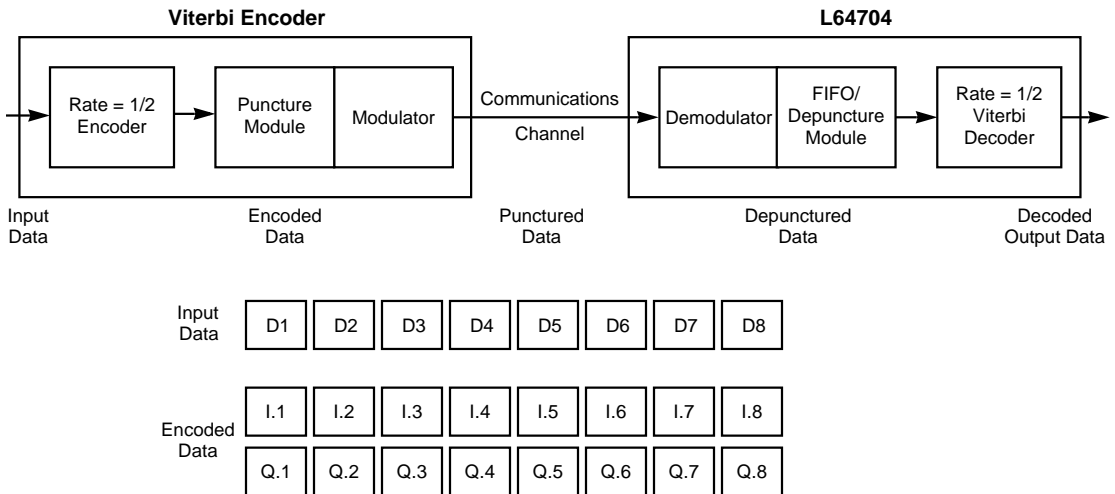 Viterbi Encoder
L64704
Rate = 1/2
Encoder
Puncture
Module
Modulator
Communications
Channel
Demodulator
FIFO/
Depuncture
Module
Rate = 1/2
Viterbi
Decoder
Input
Data
Encoded
Data
Punctured
Data
Depunctured
Data
Decoded
Output Data
Input
Data
D1 D2 D3 D4 D5 D6 D7 D8
Encoded
Data
I.1 I.2 I.3 I.4 I.5 I.6 I.7 I.8
Q.1 Q.2 Q.3 Q.4 Q.5 Q.6 Q.7 Q.8